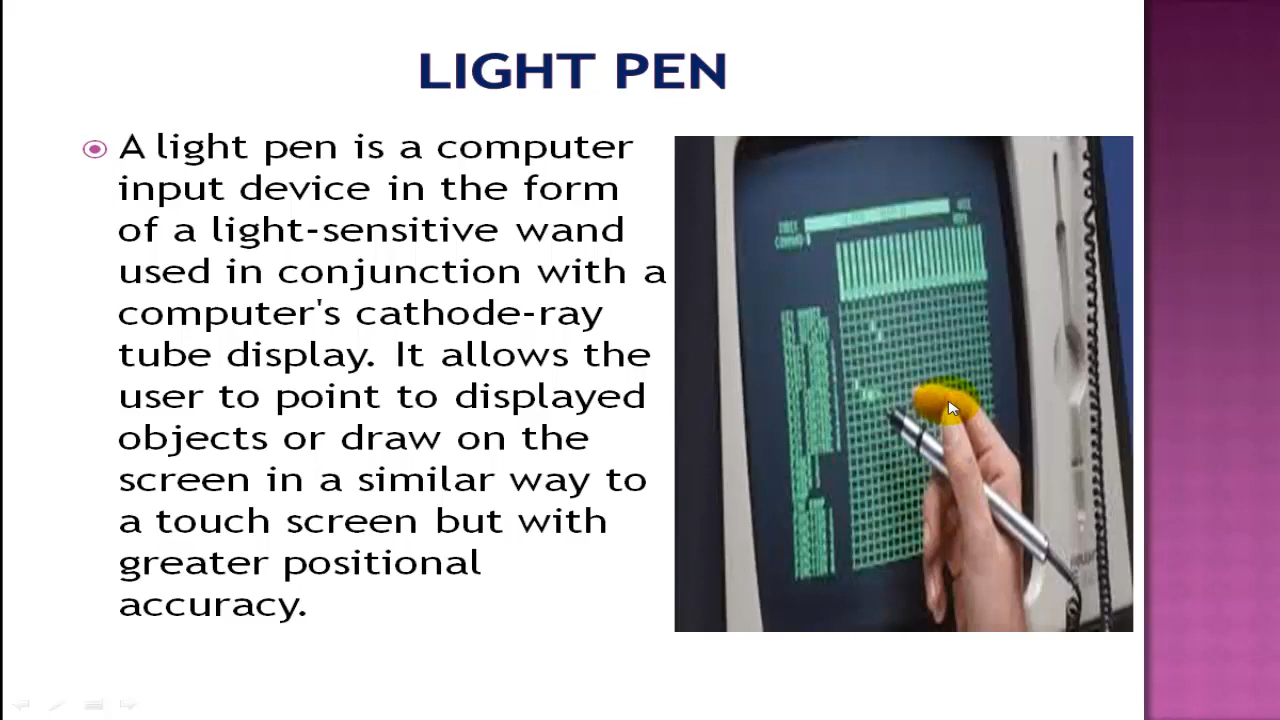 LIGHT PEN
A light pen is a computer
input device in the form
of a light-sensitive wand
used in conjunction with a
computer's cathode-ray
tube display. It allows the
user to point to displayed
objects or draw on the
screen in a similar way to
a touch screen but with
greater positional
accuracy.